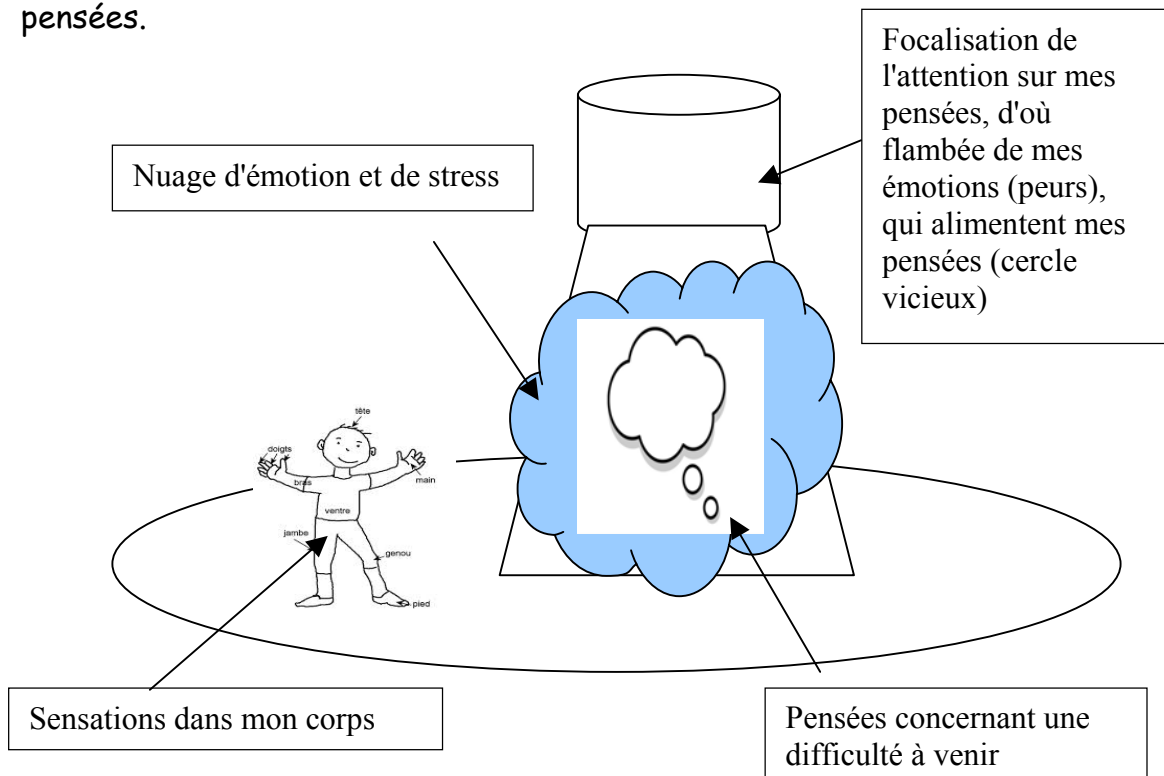 pensées.
Focalisation de
l'attention sur mes
pensées, d'où
flambée de mes
émotions (peurs),
qui alimentent mes
pensées (cercle
vicieux)
Nuage d'émotion et de stress
tête
doigts
bras
main
ventre
jambe
genou
pied
Sensations dans mon corps
Pensées concernant une
difficulté à venir